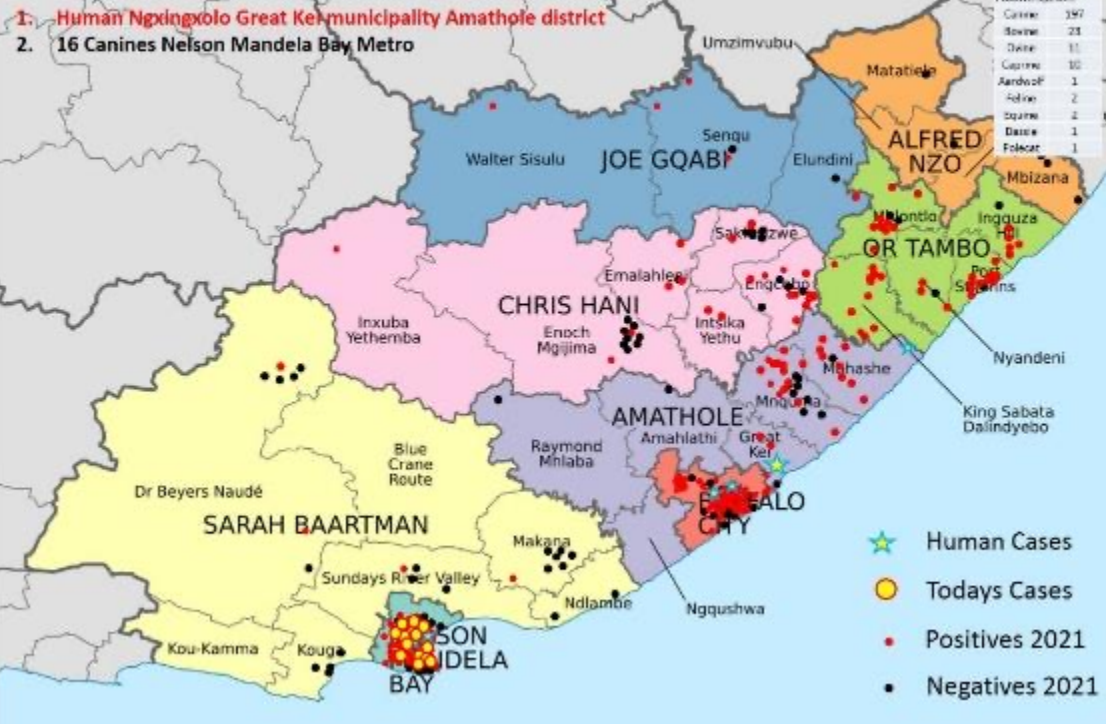 1. Human Ngxingxolo Great Kei municipality Amathole district
2. 16 Canines Nelson Mandela Bay Metro
Canine 197
Bovine 23
Ovine 11
Caprine 10
Aardwolf 1
Feline 2
Equine 2
Dassie 1
Polecat 1
Umzimvubu
Matatiele
ALFRED
NZO
Mbizana
Walter Sisulu
JOE GQABI
Senqu
Elundini
Mhlontlo
Ingquza
Hill
OR TAMBO
Port
St Johns
Sakhisizwe
Emalahleni
Engcobo
CHRIS HANI
Inxuba
Yethemba
Enoch
Mgijima
Intsika
Yethu
Nyandeni
Mbhashe
King Sabata
Dalindyebo
Mnquma
AMATHOLE
Amahlathi
Great
Kei
Raymond
Mhlaba
Blue
Crane
Route
Dr Beyers Naudé
SARAH BAARTMAN
BUFFALO
CITY
Makana
Sundays River Valley
Ndlambe
Ngqushwa
Kou-Kamma
Kouga
SON
DELA
BAY
Human Cases
Todays Cases
Positives 2021
Negatives 2021